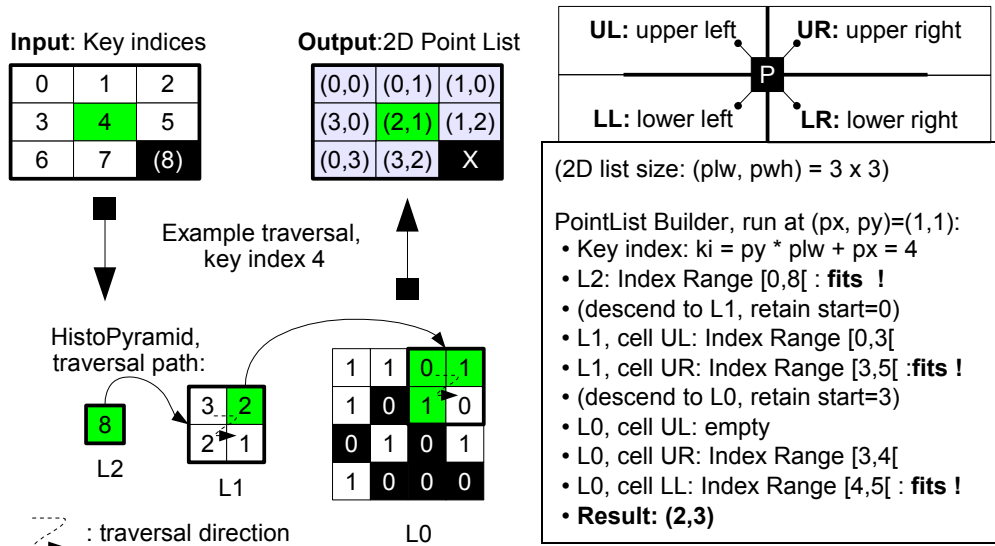 Input: Key indices
0 1 2
3 4 5
6 7 (8)
Output:2D Point List
(0,0) (0,1) (1,0)
(3,0) (2,1) (1,2)
(0,3) (3,2) X
Example traversal,
key index 4
HistoPyramid,
traversal path:
8
L2
3 2
2 1
L1
1 1 0 1
1 0 1 0
0 1 0 1
1 0 0 0
L0
: traversal direction
UL: upper left UR: upper right
P
LL: lower left LR: lower right
(2D list size: (plw, pwh) = 3 x 3)
PointList Builder, run at (px, py)=(1,1):
• Key index: ki = py * plw + px = 4
• L2: Index Range [0,8[ : fits !
• (descend to L1, retain start=0)
• L1, cell UL: Index Range [0,3[
• L1, cell UR: Index Range [3,5[ :fits !
• (descend to L0, retain start=3)
• L0, cell UL: empty
• L0, cell UR: Index Range [3,4[
• L0, cell LL: Index Range [4,5[ : fits !
• Result: (2,3)